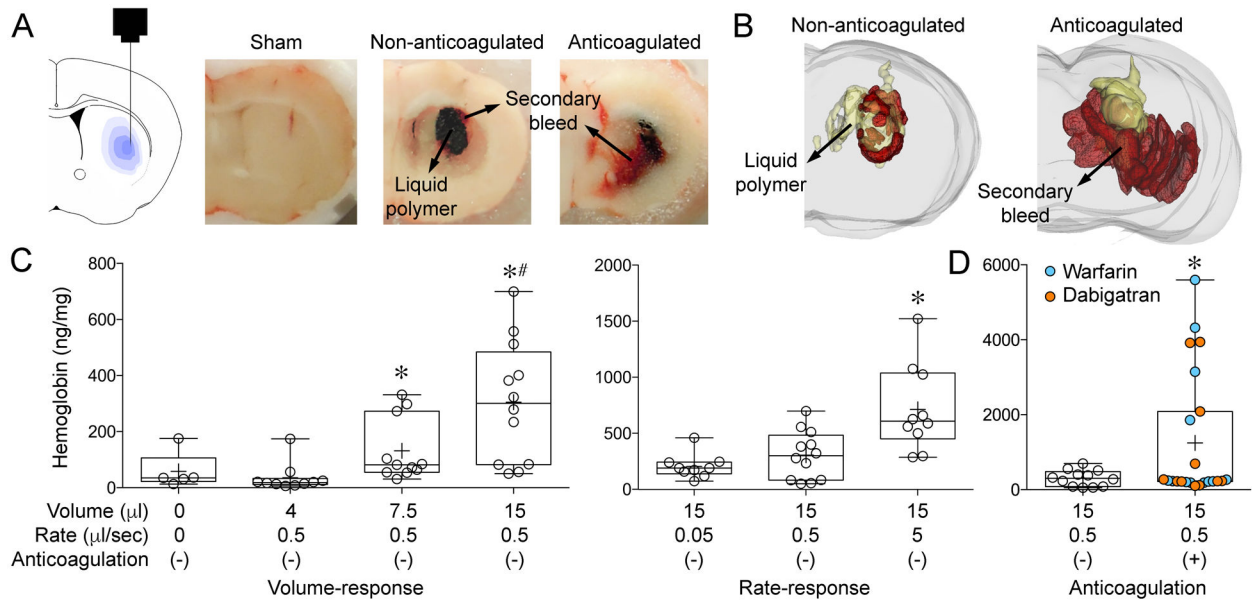 A
Sham
Non-anticoagulated
Anticoagulated
Secondary
bleed
Liquid
polymer
B
Non-anticoagulated
Anticoagulated
Liquid
polymer
Secondary
bleed
C
Hemoglobin (ng/mg)
800
600
400
200
0
*
*#
Volume (µl) 0 4 7.5 15
Rate (µl/sec) 0 0.5 0.5 0.5
Anticoagulation (-) (-) (-) (-)
Volume-response
2000
1500
1000
500
0
*
15 15 15
0.05 0.5 5
(-) (-) (-)
Rate-response
D
6000
4000
2000
0
Warfarin
Dabigatran
*
15 15
0.5 0.5
(-) (+)
Anticoagulation